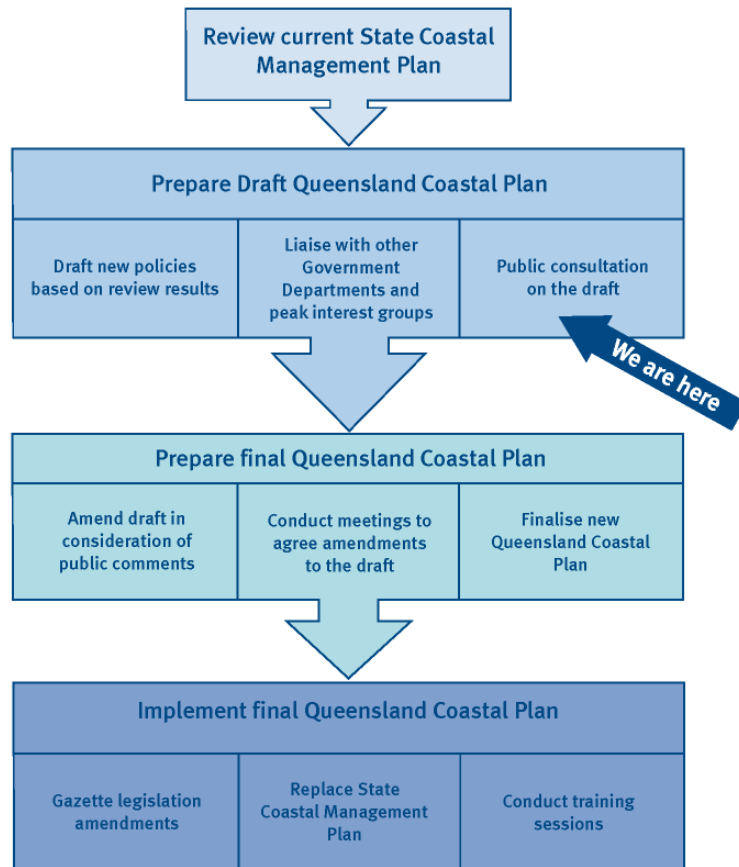 Review current State Coastal
Management Plan
Prepare Draft Queensland Coastal Plan
Draft new policies
based on review results
Liaise with other
Government
Departments and
peak interest groups
Public consultation
on the draft
We are here
Prepare final Queensland Coastal Plan
Amend draft in
consideration of
public comments
Conduct meetings to
agree amendments
to the draft
Finalise new
Queensland Coastal
Plan
Implement final Queensland Coastal Plan
Gazette legislation
amendments
Replace State
Coastal Management
Plan
Conduct training
sessions